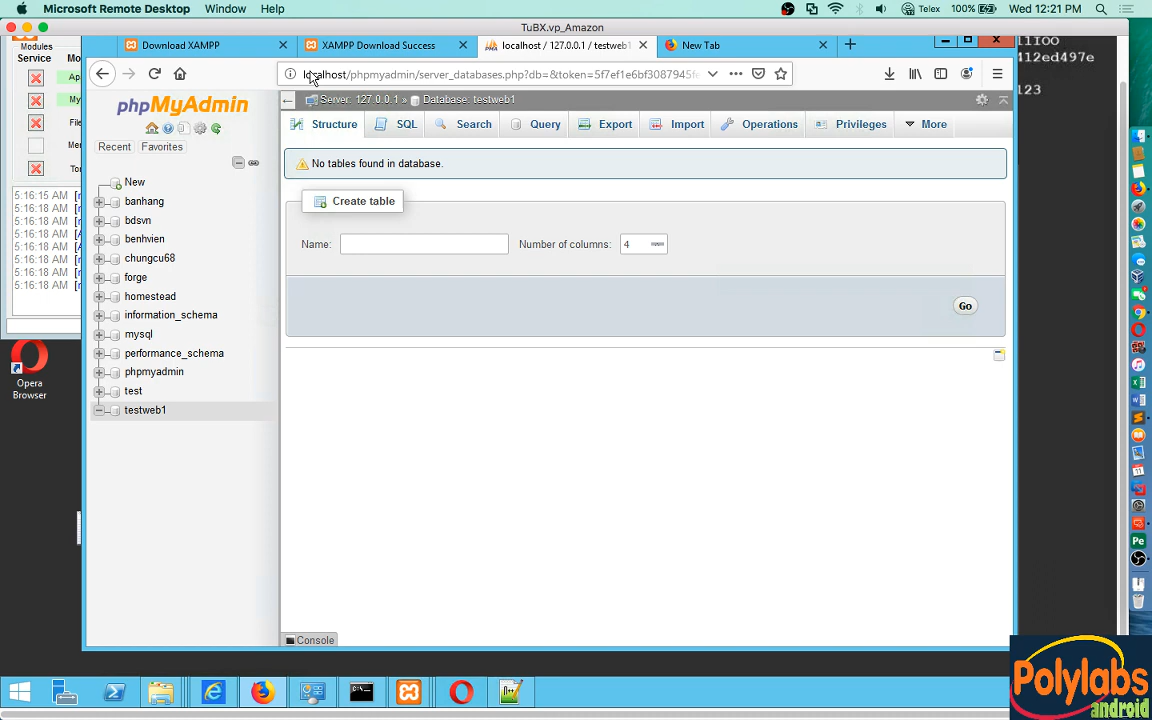 Microsoft Remote Desktop Window Help
Telex 100% Wed 12:21 PM
TuBX.vp_Amazon
Modules
Service
5:16:15 AM
5:16:18 AM
5:16:18 AM
5:16:18 AM
5:16:18 AM
5:16:18 AM
5:16:18 AM
Opera
Browser
Download XAMPP
XAMPP Download Success
localhost / 127.0.0.1 / testweb1
New Tab
localhost/phpmyadmin/server_databases.php?db=&token=5f7ef1e6bf3087945f
412ed497e
123
phpMyAdmin
Recent Favorites
New
banhang
bdsvn
benhvien
chungcu68
forge
homestead
information_schema
mysql
performance_schema
phpmyadmin
test
testweb1
Server: 127.0.0.1 » Database: testweb1
Structure SQL Search Query Export Import Operations Privileges More
No tables found in database.
Create table
Name: Number of columns: 4
Go
Console
Polylabs
android